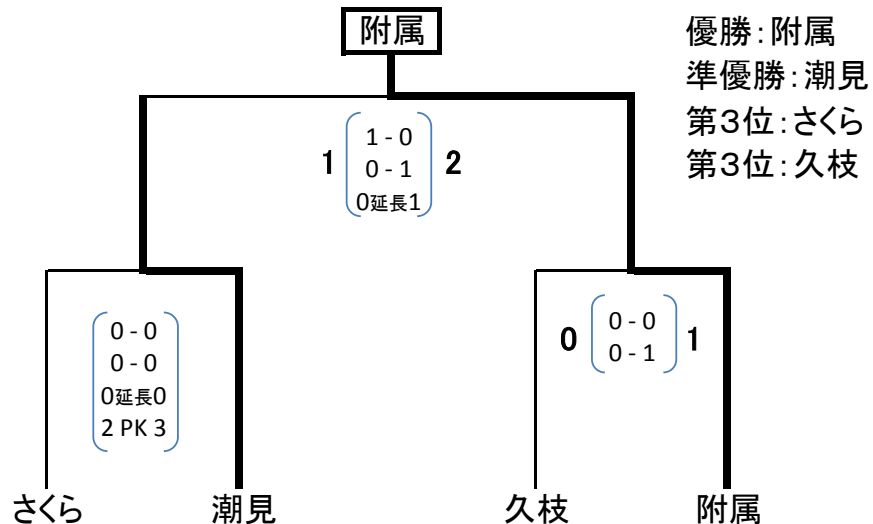 附属
優勝：附属
準優勝：潮見
第３位：さくら
第３位：久枝
1 - 0
1 0 - 1 2
0延長1
0 - 0
0 - 0
0延長0
2 PK 3
0 - 0
0 0 - 1 1
さくら 潮見 久枝 附属